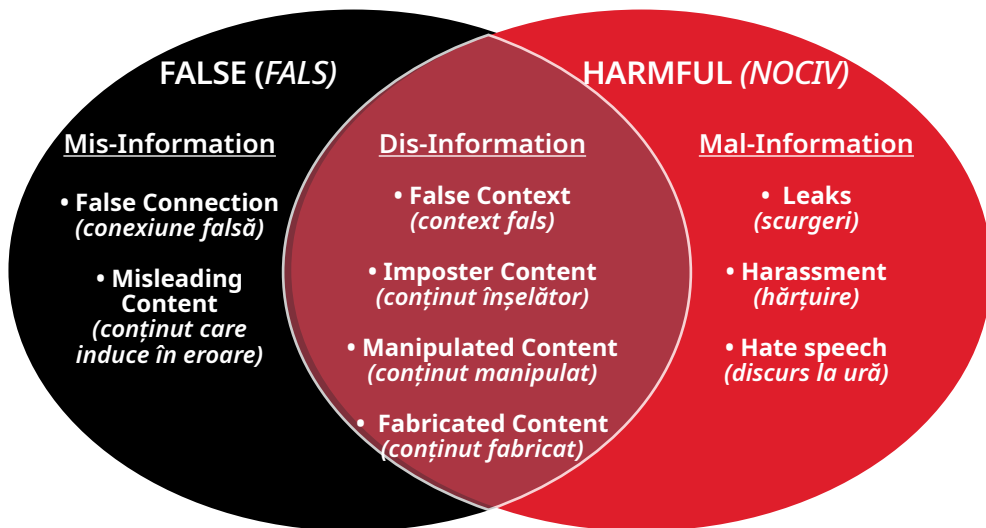 FALSE (FALS)
HARMFUL (NOCIV)
Mis-Information
• False Connection
(conexiune falsă)
• Misleading
Content
(conținut care
induce în eroare)
Dis-Information
• False Context
(context fals)
• Imposter Content
(conținut înșelător)
• Manipulated Content
(conținut manipulat)
• Fabricated Content
(conținut fabricat)
Mal-Information
• Leaks
(scurgeri)
• Harassment
(hărțuire)
• Hate speech
(discurs la ură)